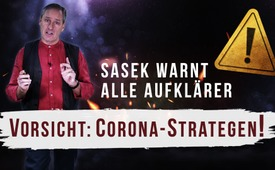 SASEK WARNT
ALLE AUFKLÄRER
VORSICHT: CORONA-STRATEGEN!